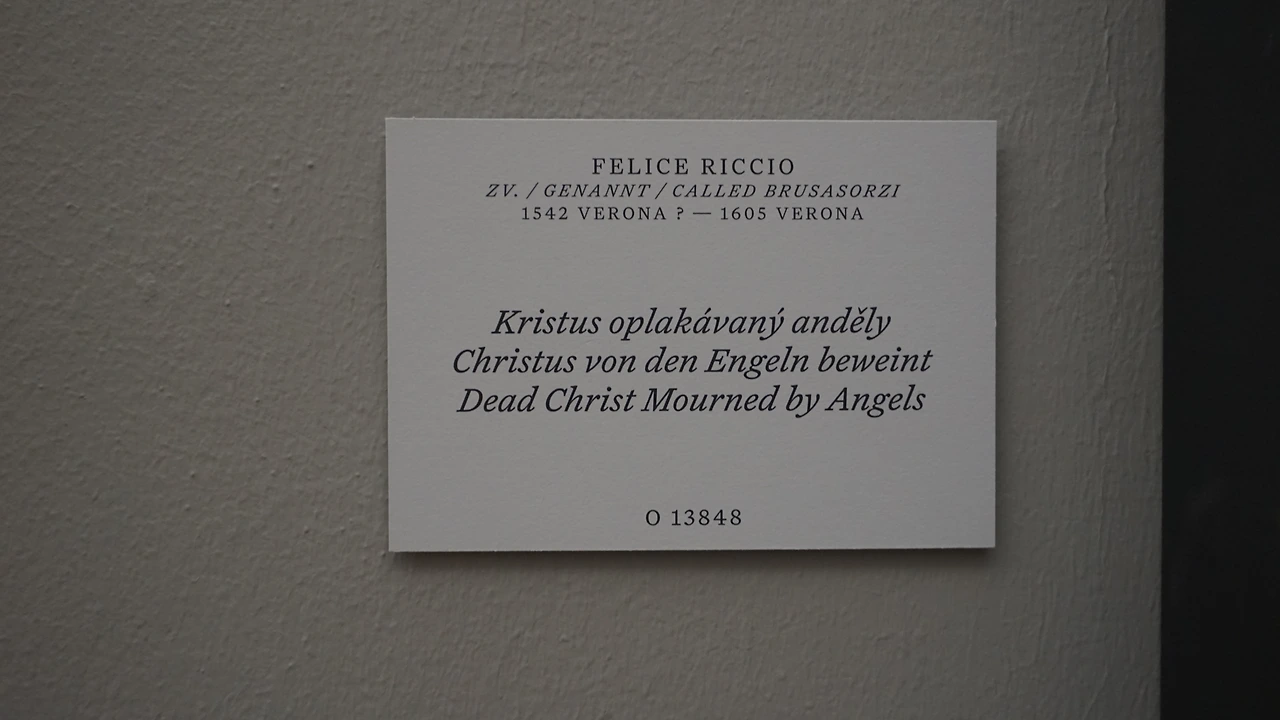 FELICE RICCIO
ZV. / GENANNT / CALLED BRUSASORZI
1542 VERONA ? — 1605 VERONA
Kristus oplakávaný anděly
Christus von den Engeln beweint
Dead Christ Mourned by Angels
O 13848